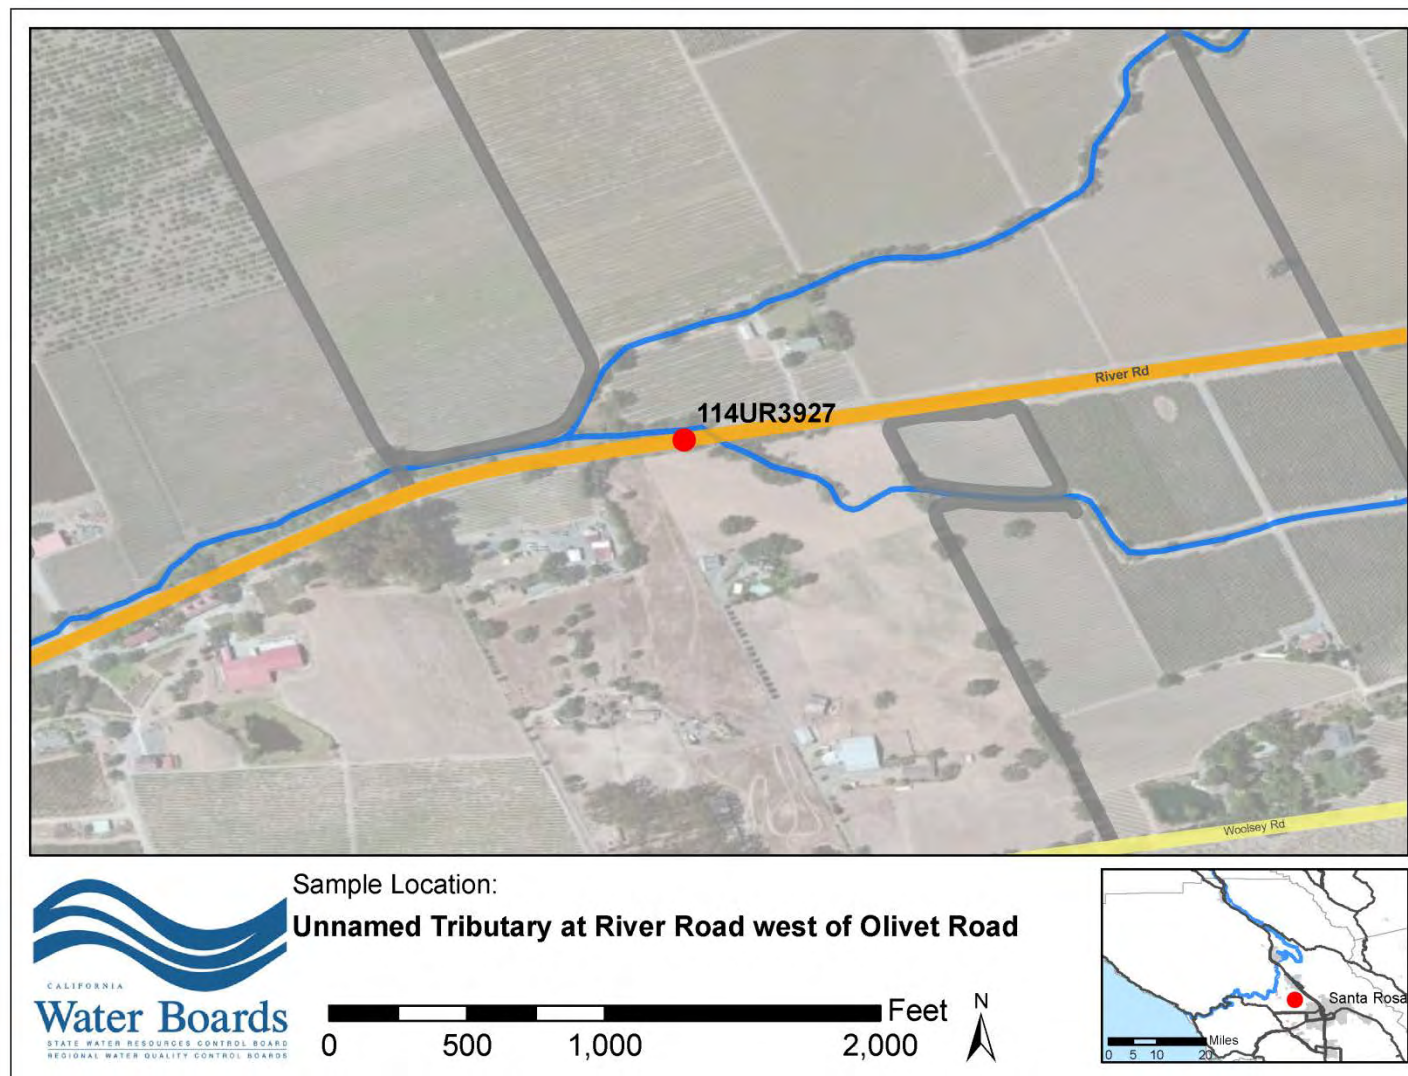 River Rd
114UR3927
Woolsey Rd
Sample Location:
Unnamed Tributary at River Road west of Olivet Road
CALIFORNIA
Water Boards
STATE WATER RESOURCES CONTROL BOARD
REGIONAL WATER QUALITY CONTROL BOARDS
Feet
0 500 1,000 2,000
N
Santa Rosa
Miles
0 5 10 20